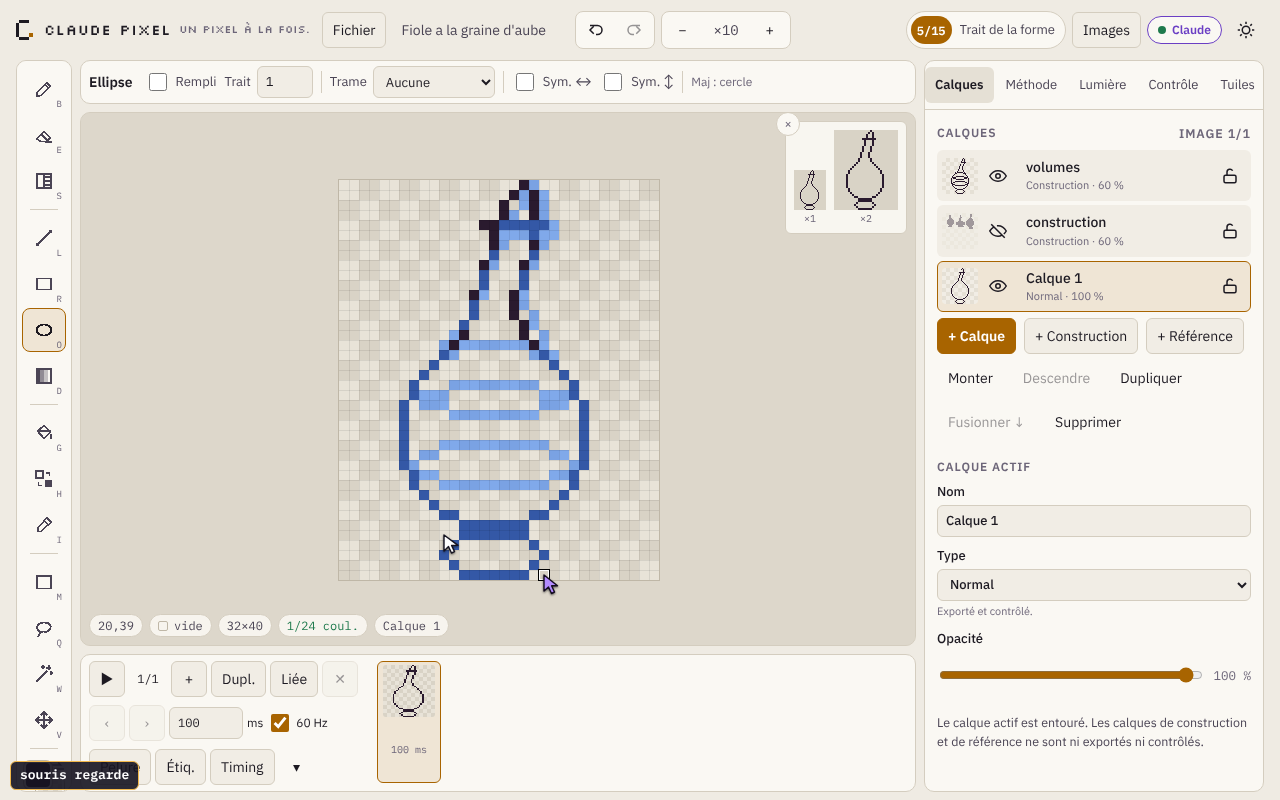 CLAUDE PIXEL UN PIXEL À LA FOIS. Fichier Fiole a la graine d'aube − ×10 + 5/15 Trait de la forme Images Claude
Ellipse Rempli Trait 1 Trame Aucune Sym. ↔ Sym. ↕ Maj : cercle
B
E
S
L
R
O
D
G
H
I
M
Q
W
V
×
×1 ×2
20,39 vide 32×40 1/24 coul. Calque 1
1/1 + Dupl. Liée ×
‹ › 100 ms 60 Hz
Étiq. Timing ▼
100 ms
souris regarde
Calques Méthode Lumière Contrôle Tuiles
CALQUES IMAGE 1/1
volumes
Construction · 60 %
construction
Construction · 60 %
Calque 1
Normal · 100 %
+ Calque + Construction + Référence
Monter Descendre Dupliquer
Fusionner ↓ Supprimer
CALQUE ACTIF
Nom
Calque 1
Type
Normal
Exporté et contrôlé.
Opacité
100 %
Le calque actif est entouré. Les calques de construction
et de référence ne sont ni exportés ni contrôlés.